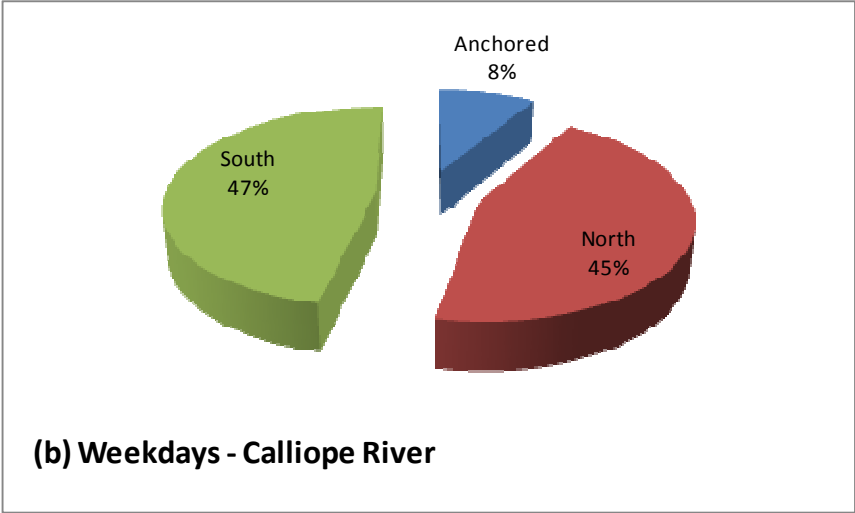 Anchored
8%
South
47%
North
45%
(b) Weekdays - Calliope River